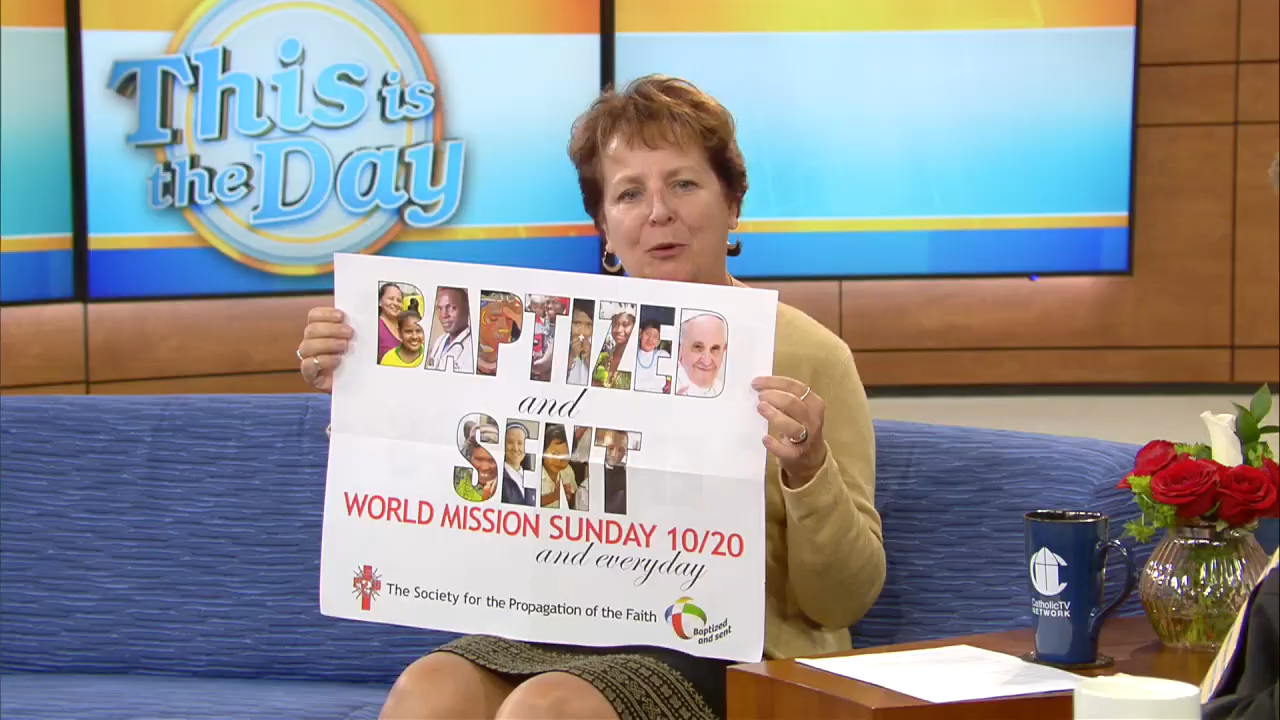 This is
the Day
BAPTIZED
and
SENT
WORLD MISSION SUNDAY 10/20
and everyday
The Society for the Propagation of the Faith
Baptized
and sent
CatholicTV
NETWORK